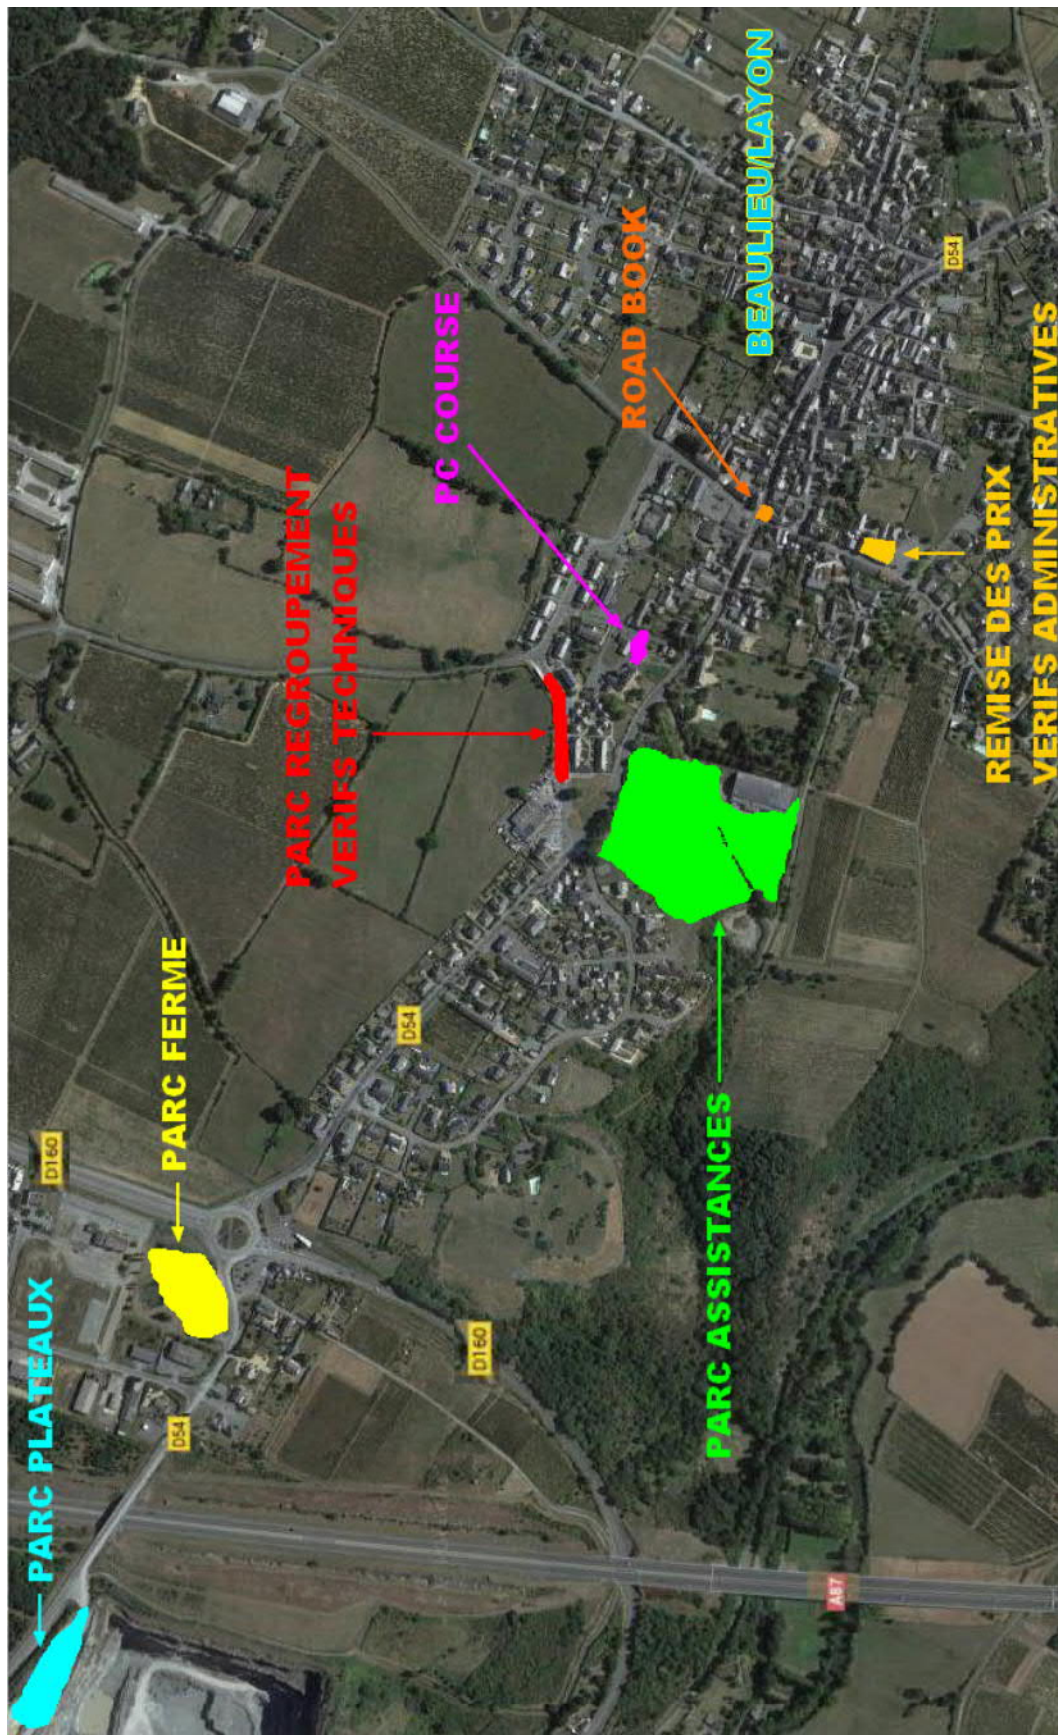 PARC PLATEAUX
PARC FERME
D160
D54
D160
D54
A87
PARC REGROUPEMENT
VERIFS TECHNIQUES
PC COURSE
ROAD BOOK
BEAULIEU/LAYON
D54
PARC ASSISTANCES
REMISE DES PRIX
VERIFS ADMINISTRATIVES